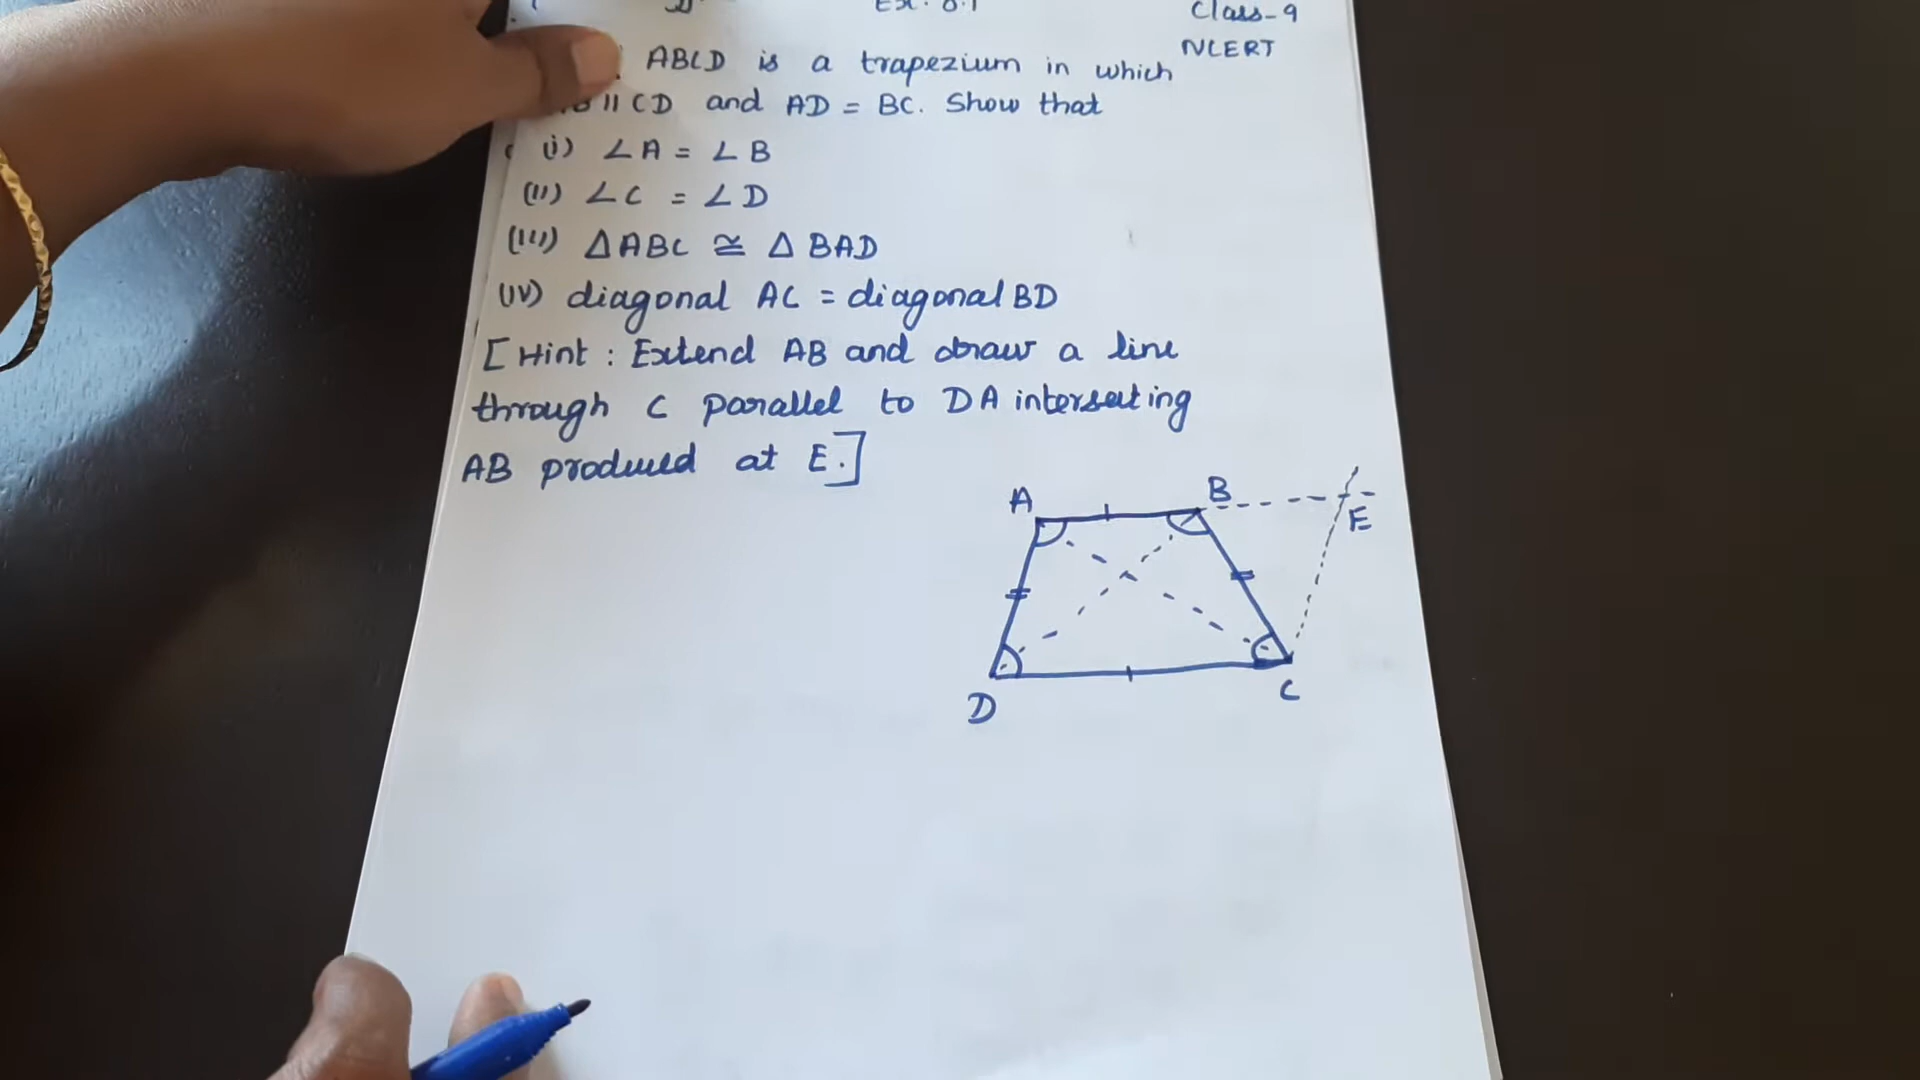 Class-9
NCERT
ABCD is a trapezium in which
B || CD and AD = BC. Show that
(i) ∠A = ∠B
(ii) ∠C = ∠D
(iii) ΔABC ≅ ΔBAD
(iv) diagonal AC = diagonal BD
[Hint : Extend AB and draw a line
through C parallel to DA intersecting
AB produced at E.]
A
B
E
D
C